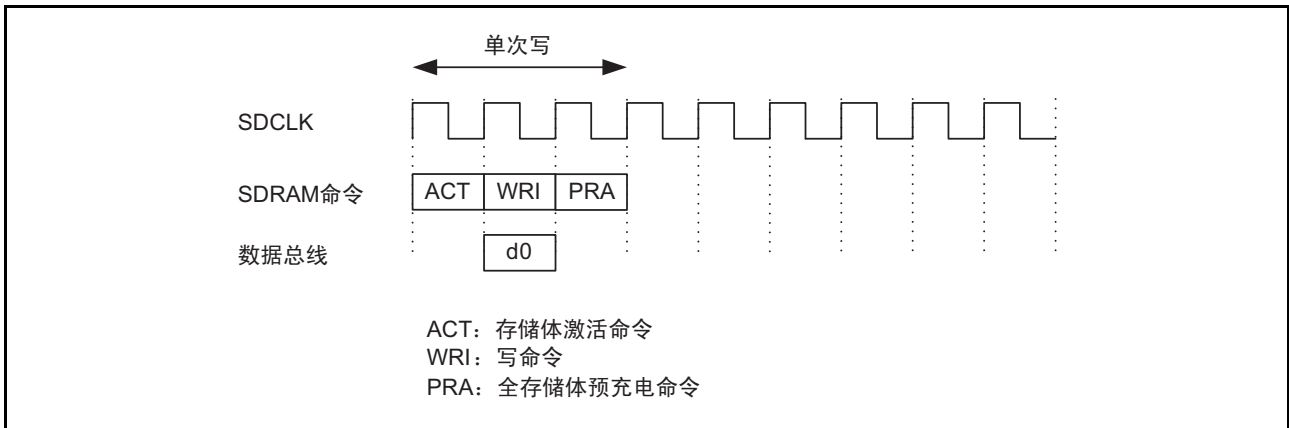 单次写
SDCLK
SDRAM命令 ACT WRI PRA
数据总线 d0
ACT：存储体激活命令
WRI：写命令
PRA：全存储体预充电命令